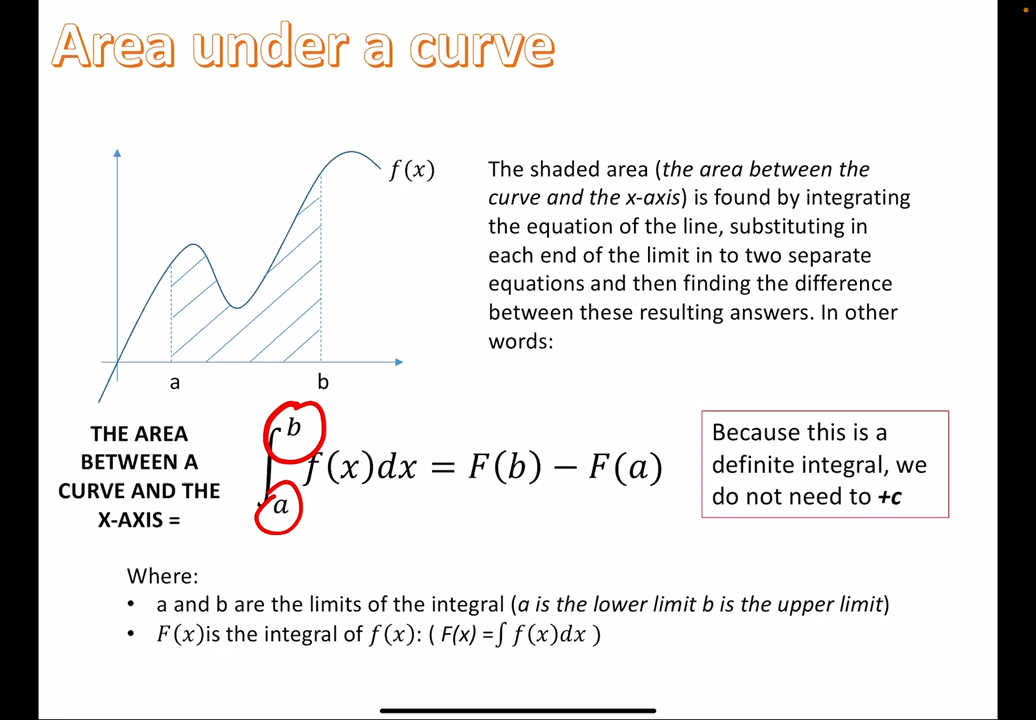 Area under a curve
f(x)
The shaded area (the area between the
curve and the x-axis) is found by integrating
the equation of the line, substituting in
each end of the limit in to two separate
equations and then finding the difference
between these resulting answers. In other
words:
a
b
THE AREA
BETWEEN A
CURVE AND THE
X-AXIS =
∫ₐᵇ f(x)dx = F(b) − F(a)
Because this is a
definite integral, we
do not need to +c
Where:
• a and b are the limits of the integral (a is the lower limit b is the upper limit)
• F(x)is the integral of f(x): ( F(x) =∫ f(x)dx )